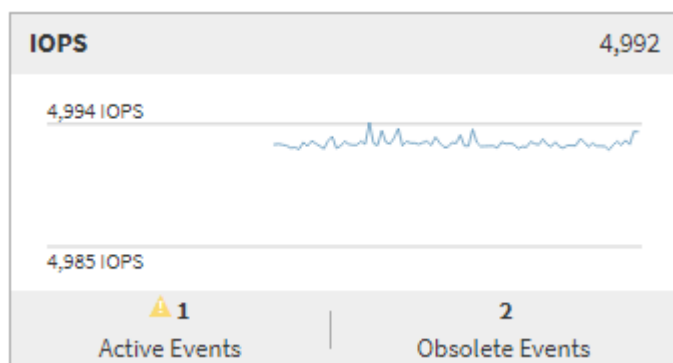 IOPS 4,992
4,994 IOPS
4,985 IOPS
1 2
Active Events Obsolete Events